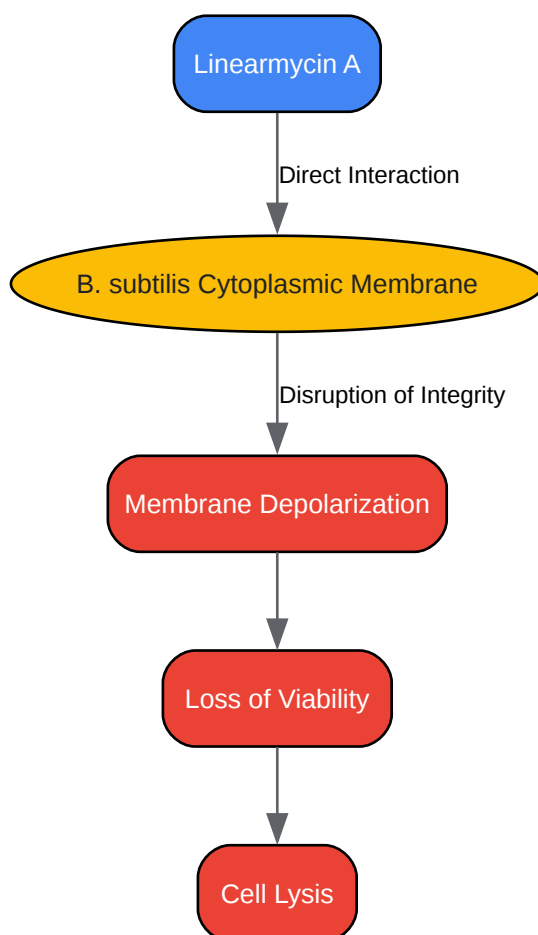 Linearmycin A
Direct Interaction
B. subtilis Cytoplasmic Membrane
Disruption of Integrity
Membrane Depolarization
Loss of Viability
Cell Lysis